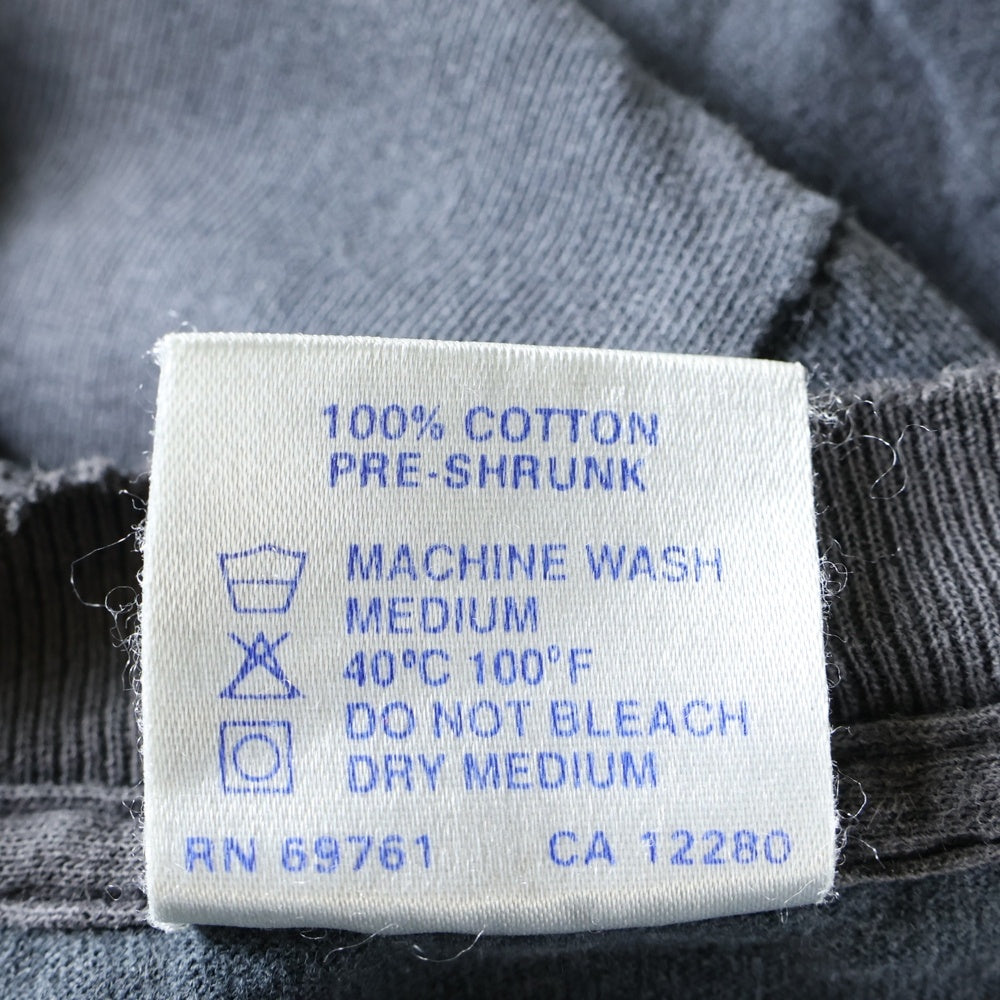 100% COTTON
PRE-SHRUNK
MACHINE WASH
MEDIUM
40°C 100°F
DO NOT BLEACH
DRY MEDIUM
RN 69761 CA 12280